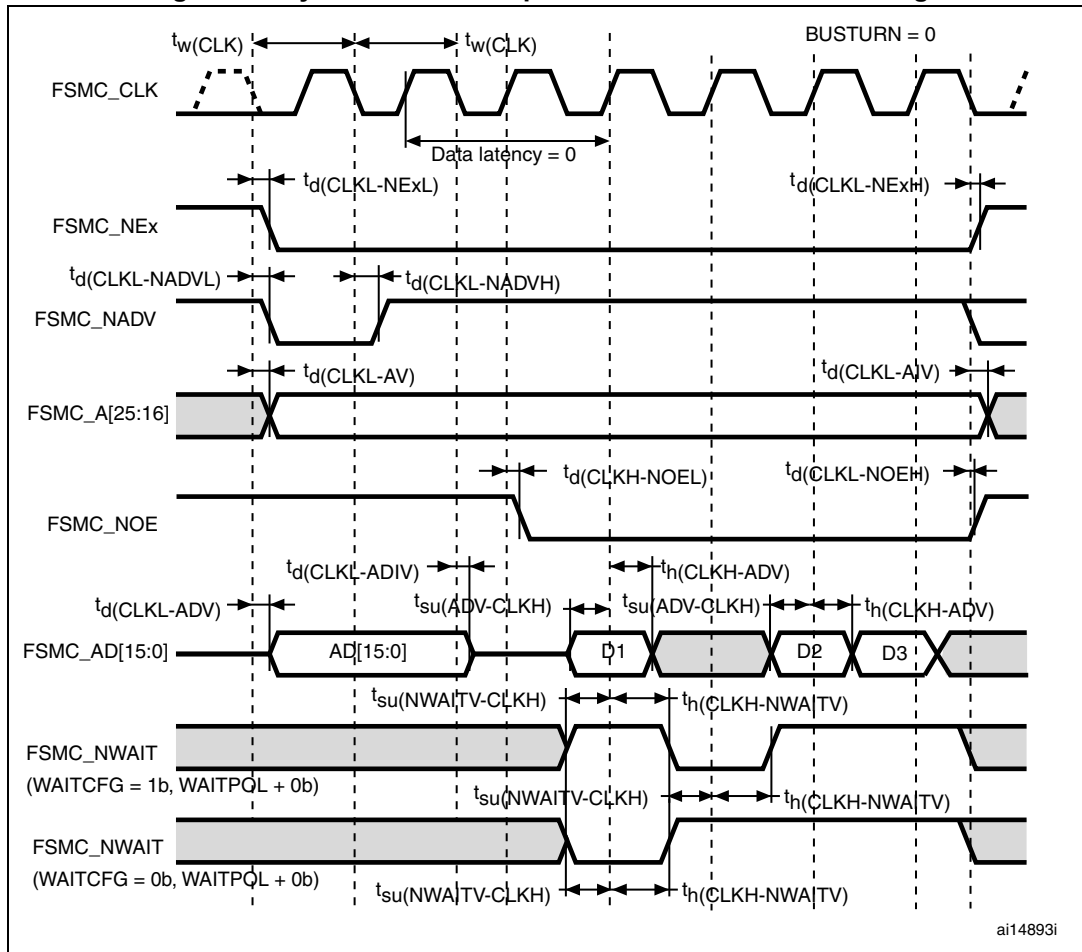 tw(CLK) tw(CLK) BUSTURN = 0
FSMC_CLK
Data latency = 0
td(CLKL-NExL) td(CLKL-NExH)
FSMC_NEx
td(CLKL-NADVL) td(CLKL-NADVH)
FSMC_NADV
td(CLKL-AV) td(CLKL-AIV)
FSMC_A[25:16]
td(CLKH-NOEL) td(CLKL-NOEH)
FSMC_NOE
td(CLKL-ADIV) th(CLKH-ADV)
td(CLKL-ADV) tsu(ADV-CLKH) tsu(ADV-CLKH) th(CLKH-ADV)
FSMC_AD[15:0] AD[15:0] D1 D2 D3
tsu(NWAITV-CLKH) th(CLKH-NWAITV)
FSMC_NWAIT
(WAITCFG = 1b, WAITPOL + 0b)
tsu(NWAITV-CLKH) th(CLKH-NWAITV)
FSMC_NWAIT
(WAITCFG = 0b, WAITPOL + 0b)
tsu(NWAITV-CLKH) th(CLKH-NWAITV)
ai14893i